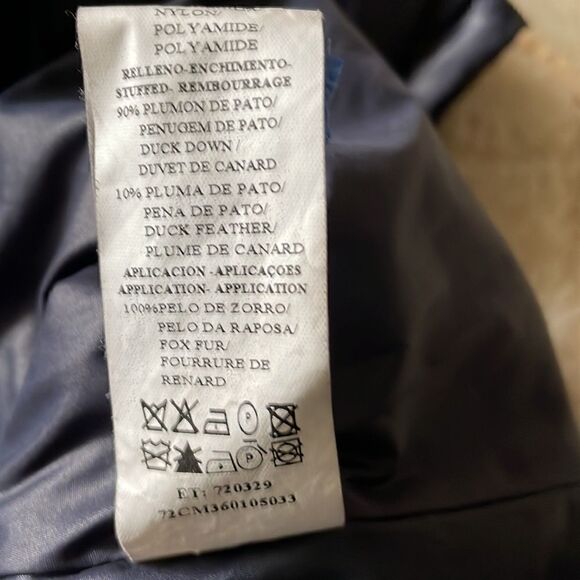 NYLON/
POLYAMIDE/
POLYAMIDE
RELLENO-ENCHIMENTO-
STUFFED- REMBOURRAGE
90% PLUMON DE PATO/
PENUGEM DE PATO/
DUCK DOWN/
DUVET DE CANARD
10% PLUMA DE PATO/
PENA DE PATO/
DUCK FEATHER/
PLUME DE CANARD
APLICACION -APLICAÇOES
APPLICATION- APPLICATION
100%PELO DE ZORRO/
PELO DA RAPOSA/
FOX FUR/
FOURRURE DE
RENARD
P
P
ET: 720329
72CM360105033